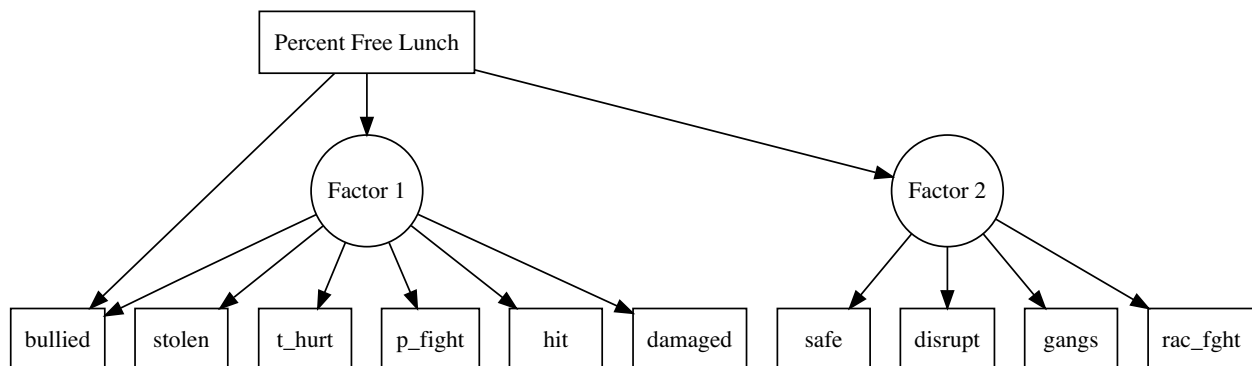 Percent Free Lunch
Factor 1
Factor 2
bullied
stolen
t_hurt
p_fight
hit
damaged
safe
disrupt
gangs
rac_fght